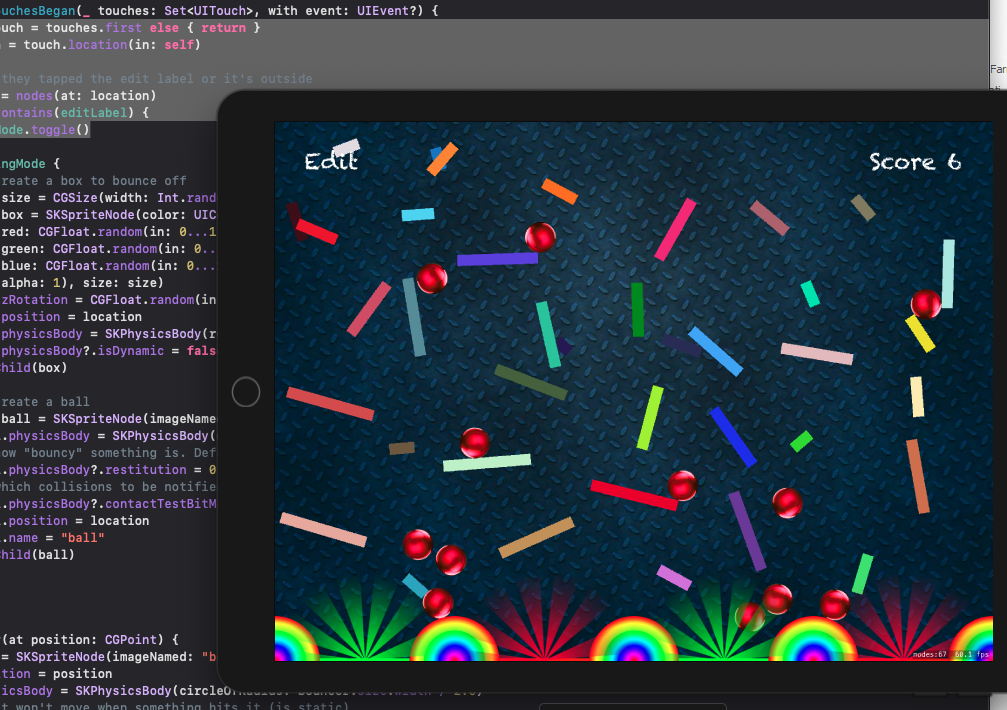 ouchesBegan(_ touches: Set<UITouch>, with event: UIEvent?) {
ouch = touches.first else { return }
= touch.location(in: self)
they tapped the edit label or it's outside
= nodes(at: location)
ontains(editLabel) {
ode.toggle()
ngMode {
reate a box to bounce off
size = CGSize(width: Int.rand
box = SKSpriteNode(color: UIC
red: CGFloat.random(in: 0...1
green: CGFloat.random(in: 0..
blue: CGFloat.random(in: 0...
alpha: 1), size: size)
zRotation = CGFloat.random(in
position = location
physicsBody = SKPhysicsBody(r
physicsBody?.isDynamic = fals
hild(box)
reate a ball
ball = SKSpriteNode(imageName
.physicsBody = SKPhysicsBody(
ow "bouncy" something is. Def
.physicsBody?.restitution = 0
hich collisions to be notifie
.physicsBody?.contactTestBitM
.position = location
.name = "ball"
hild(ball)
(at position: CGPoint) {
= SKSpriteNode(imageNamed: "b
tion = position
icsBody = SKPhysicsBody(circleOfRadius: bouncer.size.width / 2.0)
t won't move when something hits it (is static)
Edit
Score 6
nodes:67 60.1 fps
Far